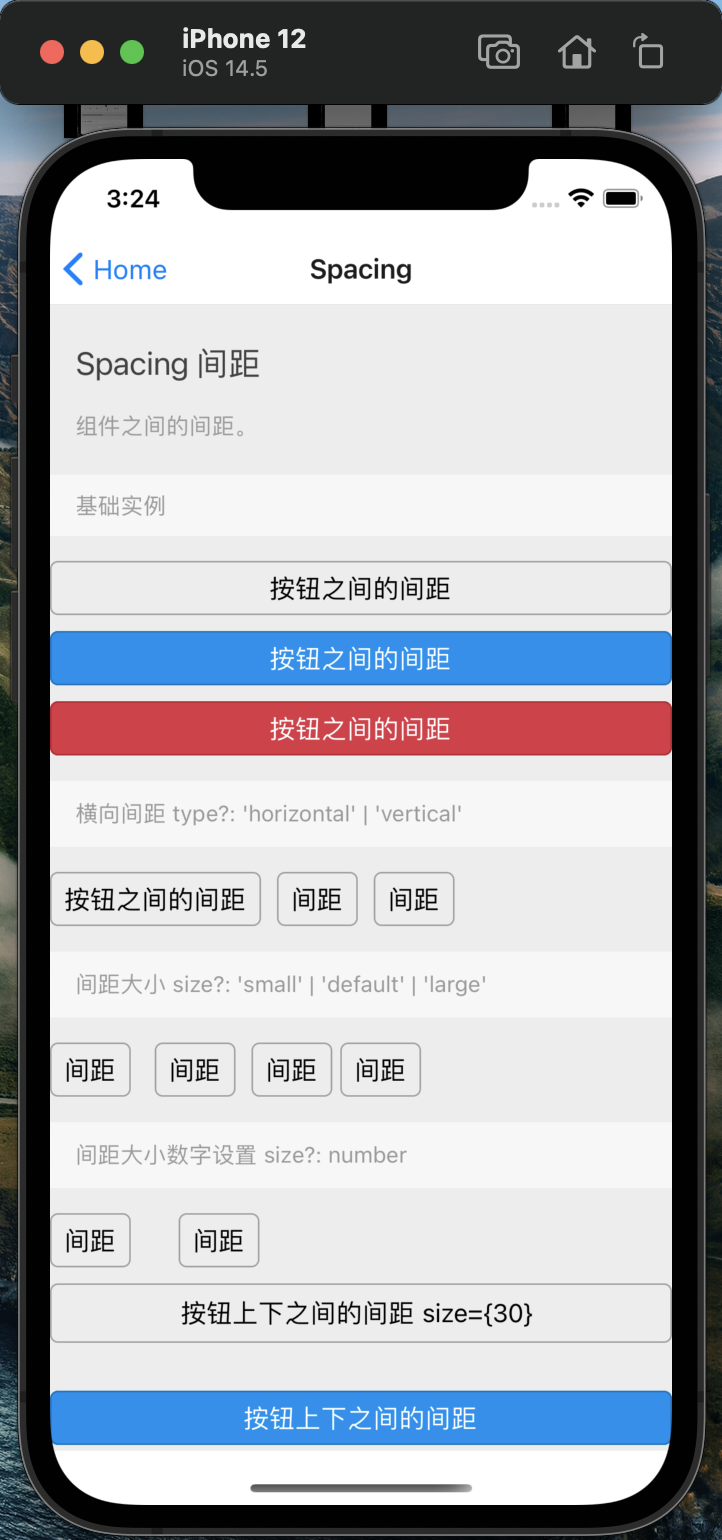 iPhone 12
iOS 14.5
3:24
Home
Spacing
Spacing 间距
组件之间的间距。
基础实例
按钮之间的间距
按钮之间的间距
按钮之间的间距
横向间距 type?: 'horizontal' | 'vertical'
按钮之间的间距 间距 间距
间距大小 size?: 'small' | 'default' | 'large'
间距 间距 间距 间距
间距大小数字设置 size?: number
间距 间距
按钮上下之间的间距 size={30}
按钮上下之间的间距